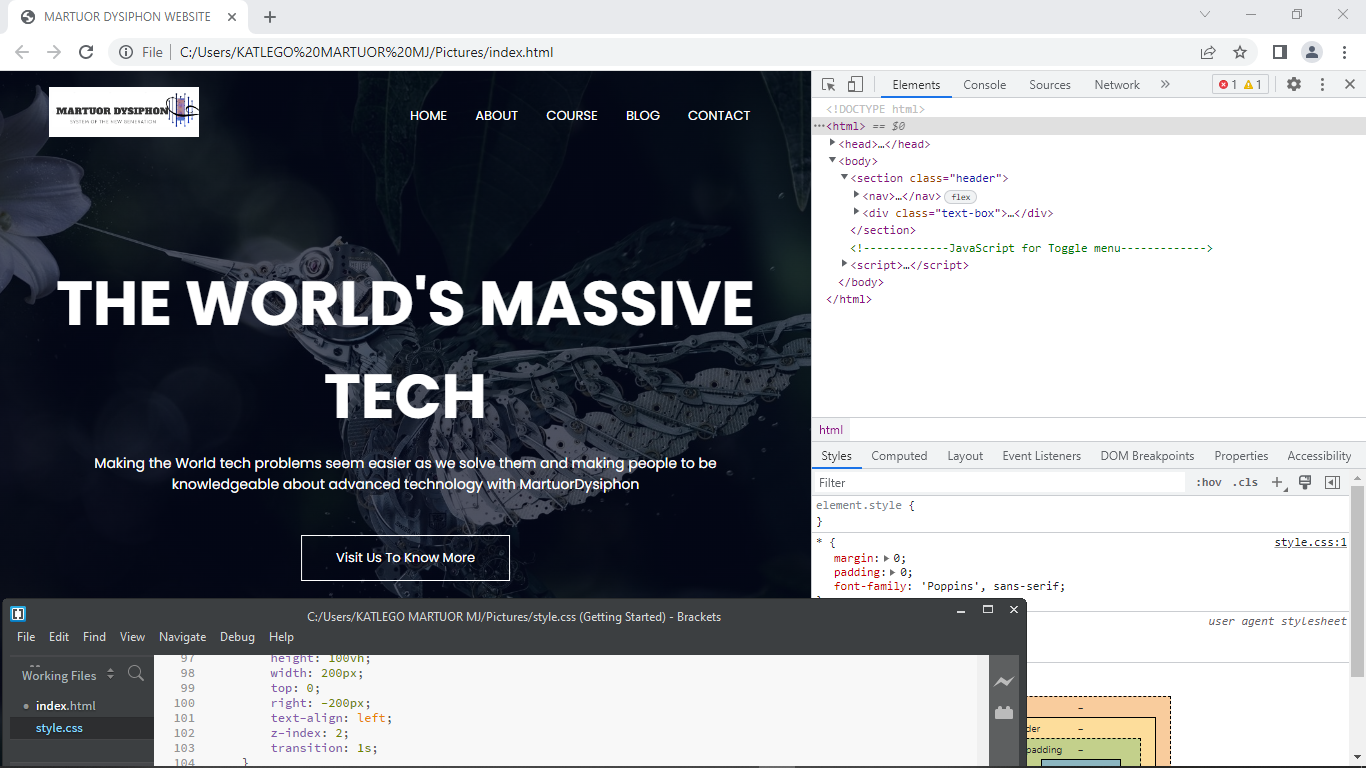 MARTUOR DYSIPHON WEBSITE
File
C:/Users/KATLEGO%20MARTUOR%20MJ/Pictures/index.html
MARTUOR DYSIPHON
SYSTEM OF THE NEW GENERATION
HOME ABOUT COURSE BLOG CONTACT
THE WORLD'S MASSIVE
TECH
Making the World tech problems seem easier as we solve them and making people to be
knowledgeable about advanced technology with MartuorDysiphon
Visit Us To Know More
Elements Console Sources Network 1 1
<!DOCTYPE html>
<html> == $0
<head>…</head>
<body>
<section class="header">
<nav>…</nav> flex
<div class="text-box">…</div>
</section>
<!-------------JavaScript for Toggle menu------------->
<script>…</script>
</body>
</html>
html
Styles Computed Layout Event Listeners DOM Breakpoints Properties Accessibility
Filter :hov .cls
element.style {
}
* { style.css:1
margin: 0;
padding: 0;
font-family: 'Poppins', sans-serif;
user agent stylesheet
padding –
C:/Users/KATLEGO MARTUOR MJ/Pictures/style.css (Getting Started) - Brackets
File Edit Find View Navigate Debug Help
Working Files
index.html
style.css
97 height: 100vh;
98 width: 200px;
99 top: 0;
100 right: -200px;
101 text-align: left;
102 z-index: 2;
103 transition: 1s;
104 }